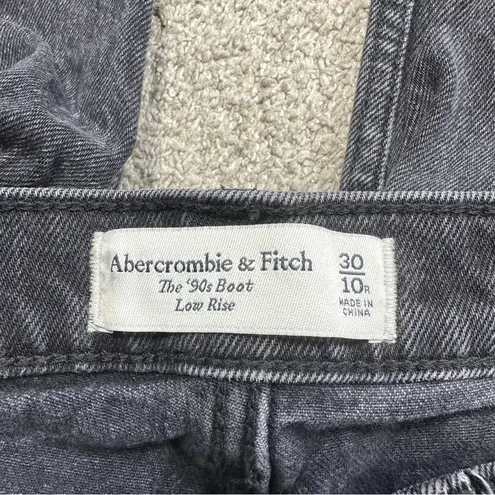 Abercrombie & Fitch
The '90s Boot
Low Rise
30
10R
MADE IN
CHINA